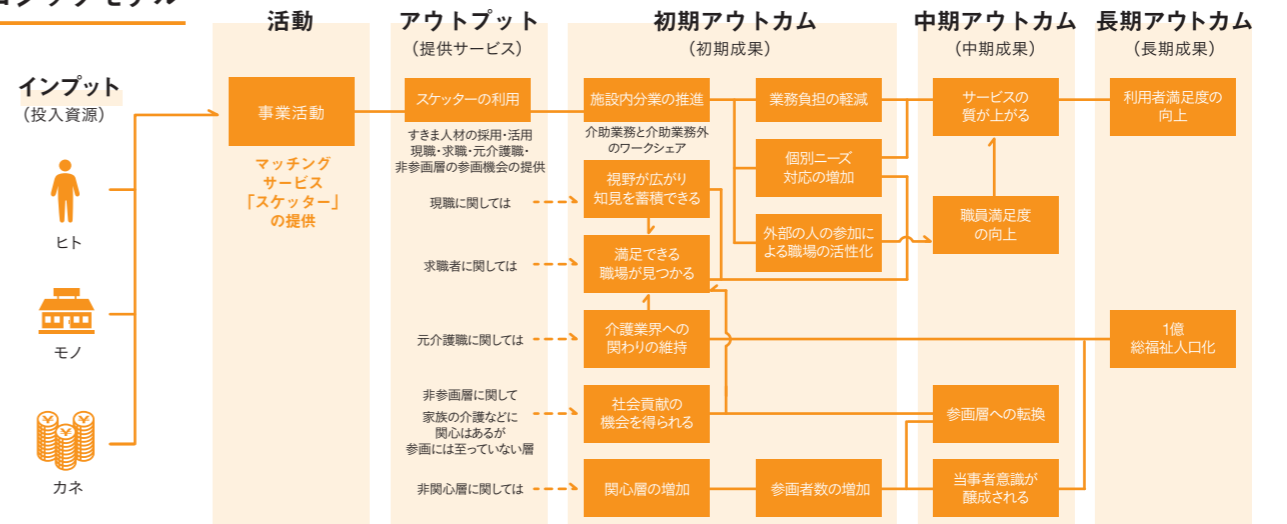 ロジックモデル
インプット
(投入資源)
ヒト
モノ
カネ
活動
事業活動
マッチング
サービス
「スケッター」
の提供
アウトプット
(提供サービス)
スケッターの利用
すきま人材の採用・活用
現職・求職・元介護職・
非参画層の参画機会の提供
現職に関しては
求職者に関しては
元介護職に関しては
非参画層に関して
家族の介護などに
関心はあるが
参画には至っていない層
非関心層に関しては
初期アウトカム
(初期成果)
施設内分業の推進
介助業務と介助業務外
のワークシェア
視野が広がり
知見を蓄積できる
満足できる
職場が見つかる
介護業界への
関わりの維持
社会貢献の
機会を得られる
関心層の増加
業務負担の軽減
個別ニーズ
対応の増加
外部の人の参加に
よる職場の活性化
参画者数の増加
中期アウトカム
(中期成果)
サービスの
質が上がる
職員満足度
の向上
参画層への転換
当事者意識が
醸成される
長期アウトカム
(長期成果)
利用者満足度の
向上
1億
総福祉人口化